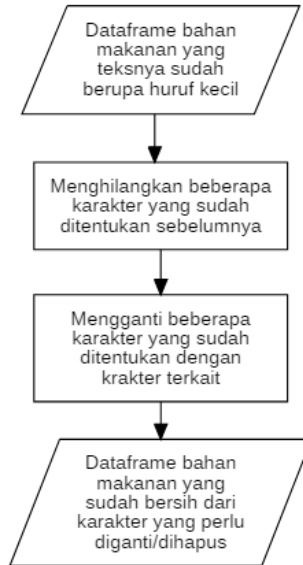 Dataframe bahan
makanan yang
teksnya sudah
berupa huruf kecil
Menghilangkan beberapa
karakter yang sudah
ditentukan sebelumnya
Mengganti beberapa
karakter yang sudah
ditentukan dengan
krakter terkait
Dataframe bahan
makanan yang
sudah bersih dari
karakter yang perlu
diganti/dihapus